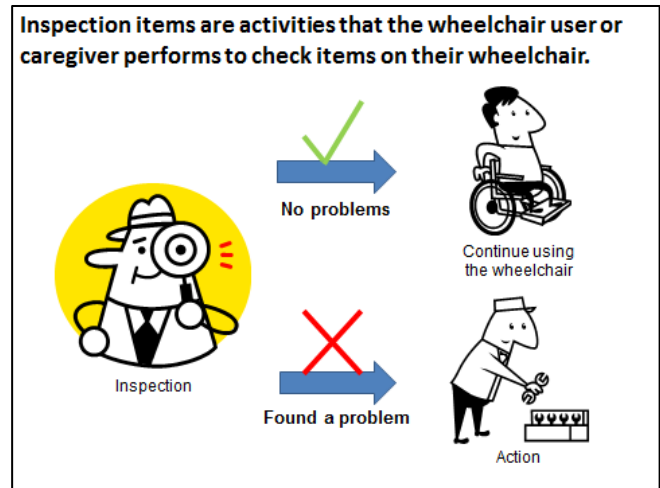 Inspection items are activities that the wheelchair user or
caregiver performs to check items on their wheelchair.
No problems
Continue using
the wheelchair
Inspection
Found a problem
Action